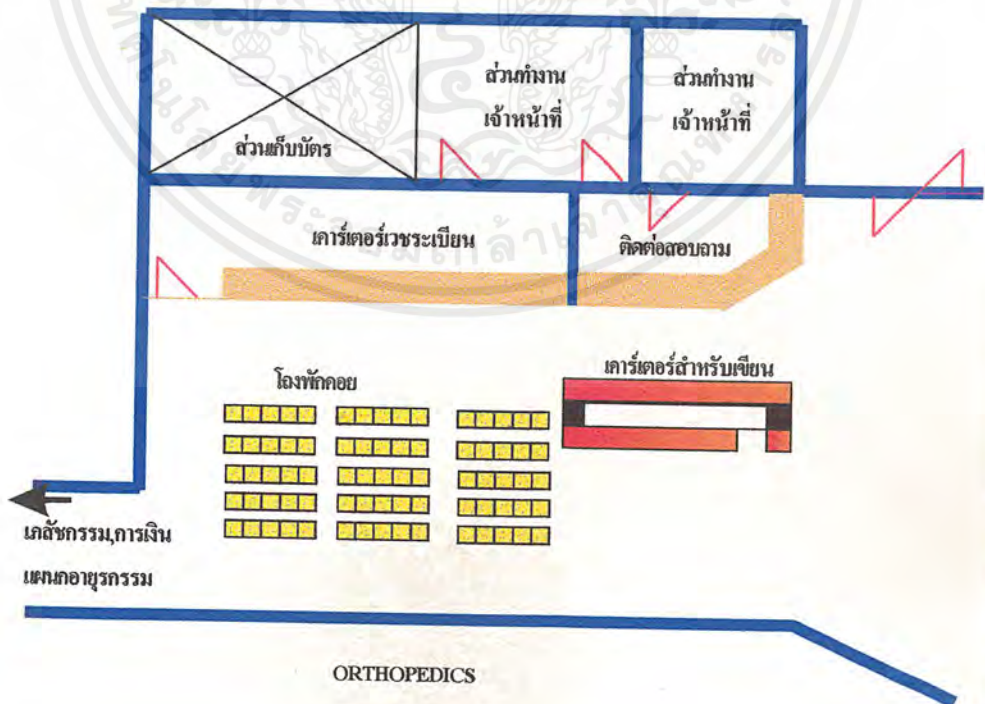 ส่วนทำงาน
เจ้าหน้าที่
ส่วนทำงาน
เจ้าหน้าที่
ส่วนเก็บบัตร
เคาร์เตอร์เวชระเบียน
ติดต่อสอบถาม
โถงพักคอย
เคาร์เตอร์สำหรับเขียน
เภสัชกรรม,การเงิน
แผนกอายุรกรรม
ORTHOPEDICS